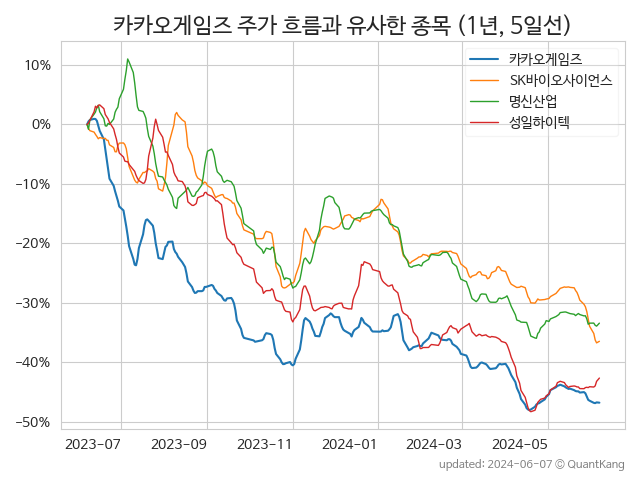 카카오게임즈 주가 흐름과 유사한 종목 (1년, 5일선)
카카오게임즈
SK바이오사이언스
명신산업
성일하이텍
10%
0%
−10%
−20%
−30%
−40%
−50%
2023-07 2023-09 2023-11 2024-01 2024-03 2024-05
updated: 2024-06-07 © QuantKang